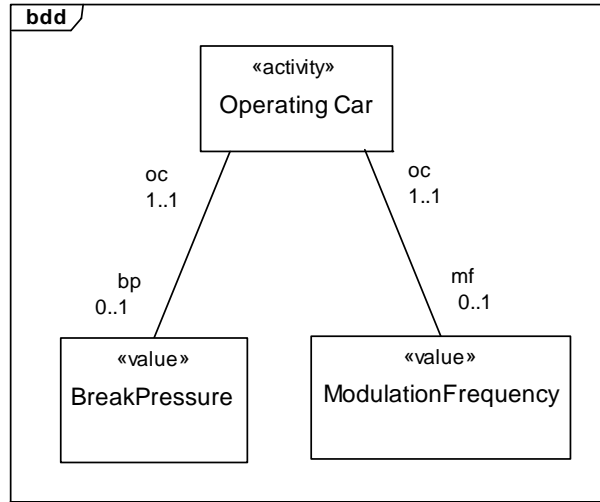 bdd
«activity»
Operating Car
oc
1..1
oc
1..1
bp
0..1
mf
0..1
«value»
BreakPressure
«value»
ModulationFrequency